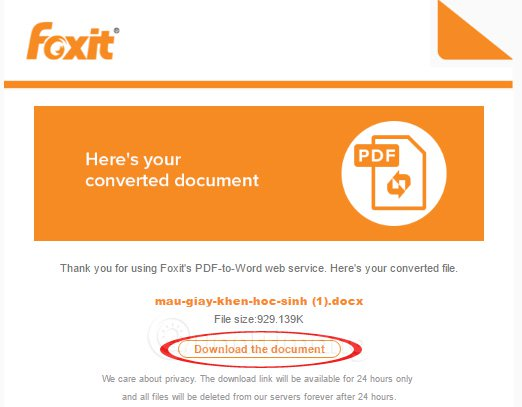 Foxit®
Here's your
converted document
PDF
Thank you for using Foxit's PDF-to-Word web service. Here's your converted file.
mau-giay-khen-hoc-sinh (1).docx
File size:929.139K
Download the document
We care about privacy. The download link will be available for 24 hours only
and all files will be deleted from our servers forever after 24 hours.